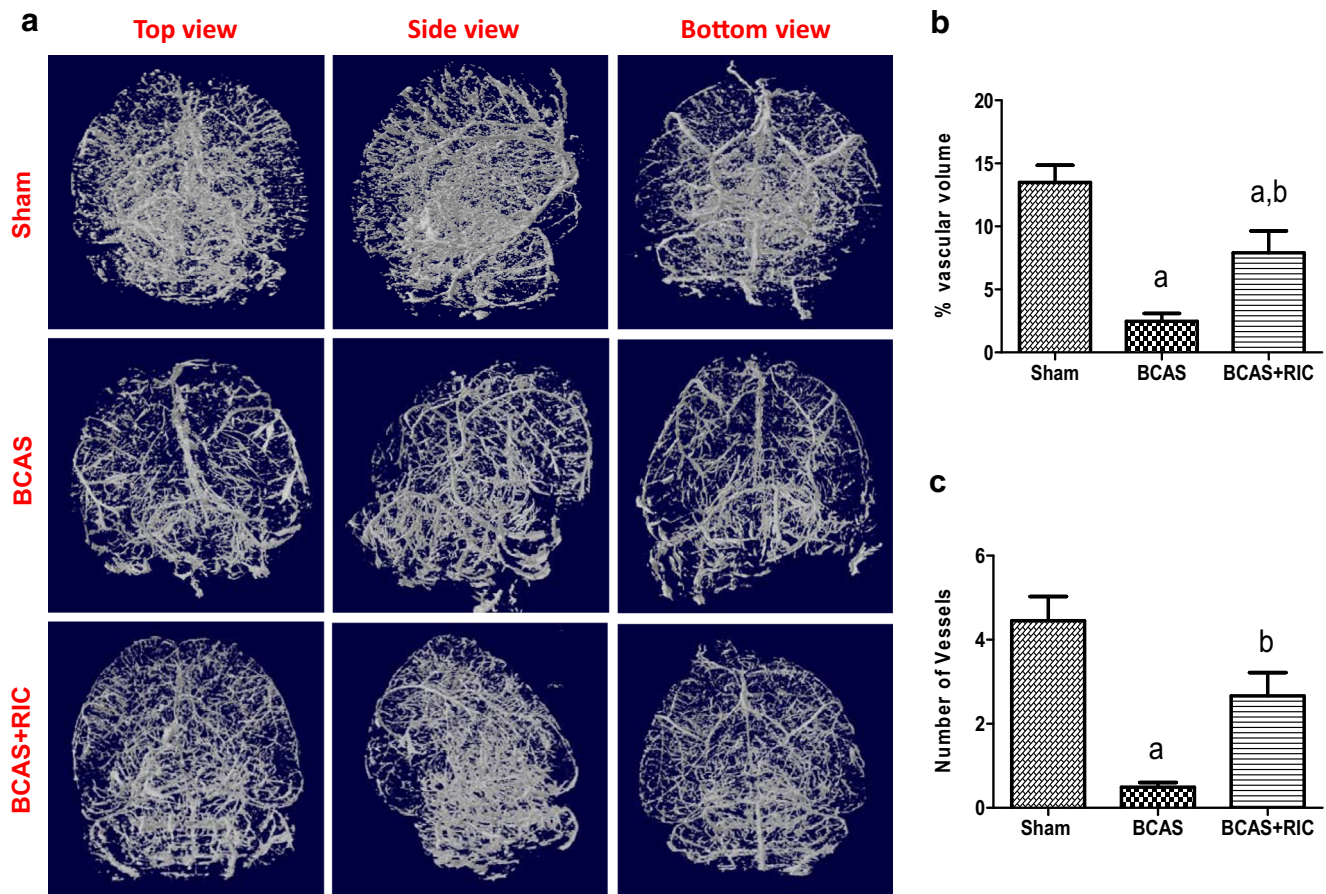 a
Top view
Side view
Bottom view
Sham
BCAS
BCAS+RIC
b
% vascular volume
20
15
10
5
0
a
a,b
Sham
BCAS
BCAS+RIC
c
Number of Vessels
6
4
2
0
a
b
Sham
BCAS
BCAS+RIC